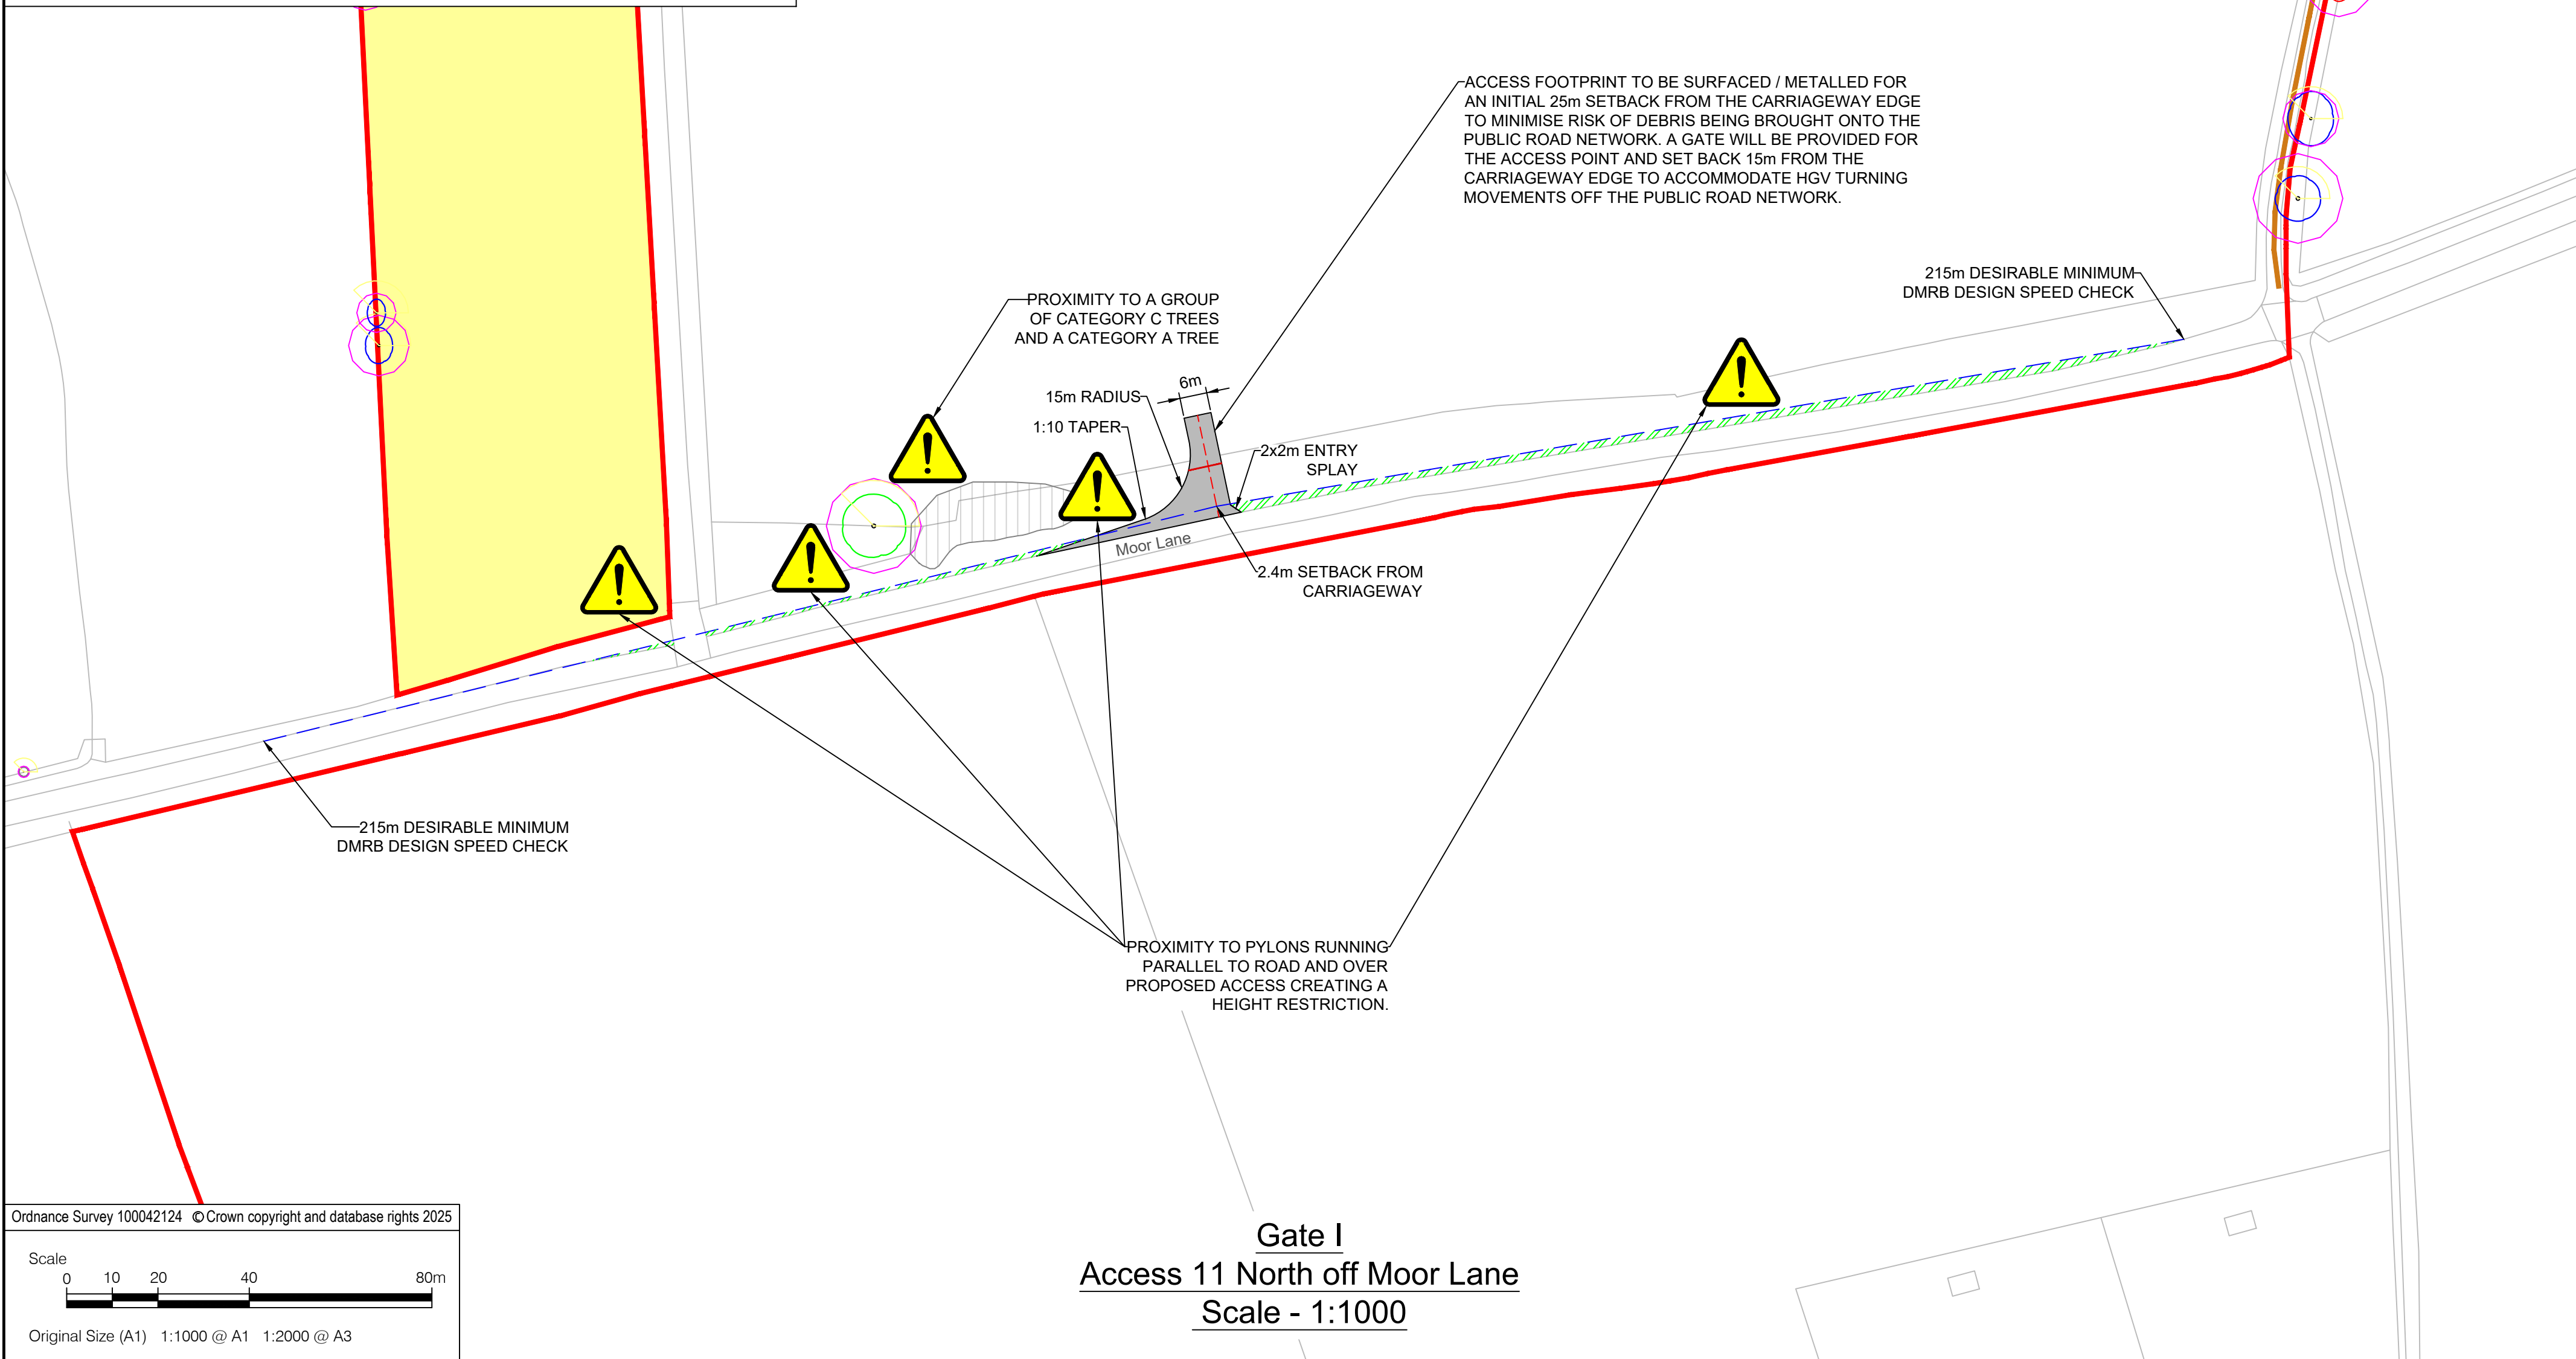 ACCESS FOOTPRINT TO BE SURFACED / METALLED FOR
AN INITIAL 25m SETBACK FROM THE CARRIAGEWAY EDGE
TO MINIMISE RISK OF DEBRIS BEING BROUGHT ONTO THE
PUBLIC ROAD NETWORK. A GATE WILL BE PROVIDED FOR
THE ACCESS POINT AND SET BACK 15m FROM THE
CARRIAGEWAY EDGE TO ACCOMMODATE HGV TURNING
MOVEMENTS OFF THE PUBLIC ROAD NETWORK.
215m DESIRABLE MINIMUM
DMRB DESIGN SPEED CHECK
PROXIMITY TO A GROUP
OF CATEGORY C TREES
AND A CATEGORY A TREE
6m
15m RADIUS
1:10 TAPER
2x2m ENTRY
SPLAY
Moor Lane
2.4m SETBACK FROM
CARRIAGEWAY
215m DESIRABLE MINIMUM
DMRB DESIGN SPEED CHECK
PROXIMITY TO PYLONS RUNNING
PARALLEL TO ROAD AND OVER
PROPOSED ACCESS CREATING A
HEIGHT RESTRICTION.
Ordnance Survey 100042124 © Crown copyright and database rights 2025
Scale
0 10 20 40 80m
Original Size (A1) 1:1000 @ A1 1:2000 @ A3
Gate I
Access 11 North off Moor Lane
Scale - 1:1000